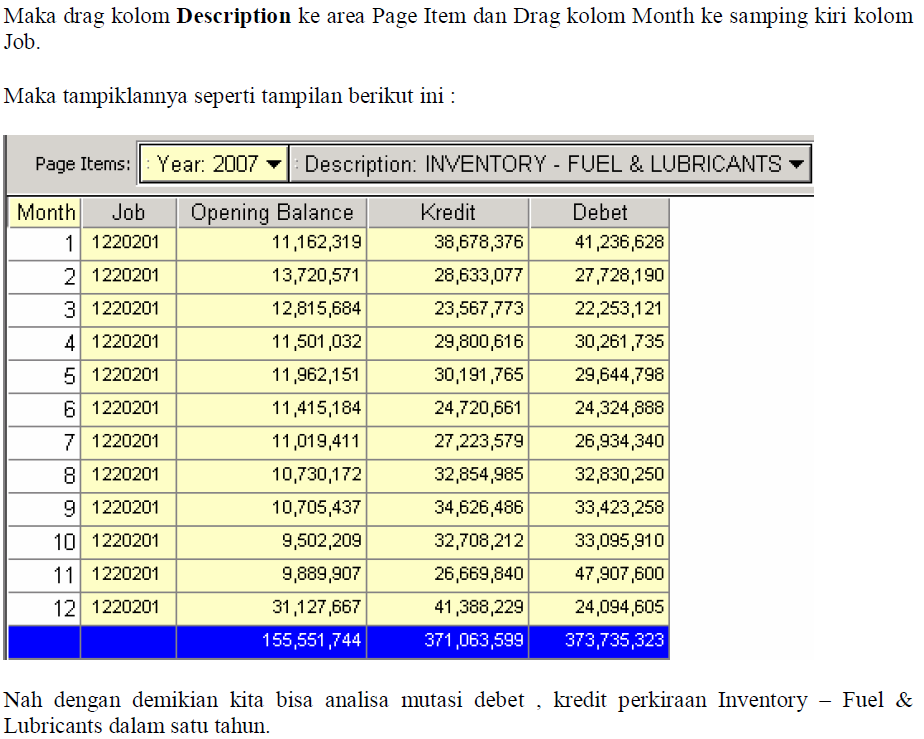 Maka drag kolom Description ke area Page Item dan Drag kolom Month ke samping kiri kolom
Job.
Maka tampiklannya seperti tampilan berikut ini :
Page Items: : Year: 2007 : Description: INVENTORY - FUEL & LUBRICANTS
Month Job Opening Balance Kredit Debet
1 1220201 11,162,319 38,678,376 41,236,628
2 1220201 13,720,571 28,633,077 27,728,190
3 1220201 12,815,684 23,567,773 22,253,121
4 1220201 11,501,032 29,800,616 30,261,735
5 1220201 11,962,151 30,191,765 29,644,798
6 1220201 11,415,184 24,720,661 24,324,888
7 1220201 11,019,411 27,223,579 26,934,340
8 1220201 10,730,172 32,854,985 32,830,250
9 1220201 10,705,437 34,626,486 33,423,258
10 1220201 9,502,209 32,708,212 33,095,910
11 1220201 9,889,907 26,669,840 47,907,600
12 1220201 31,127,667 41,388,229 24,094,605
155,551,744 371,063,599 373,735,323
Nah dengan demikian kita bisa analisa mutasi debet , kredit perkiraan Inventory – Fuel &
Lubricants dalam satu tahun.